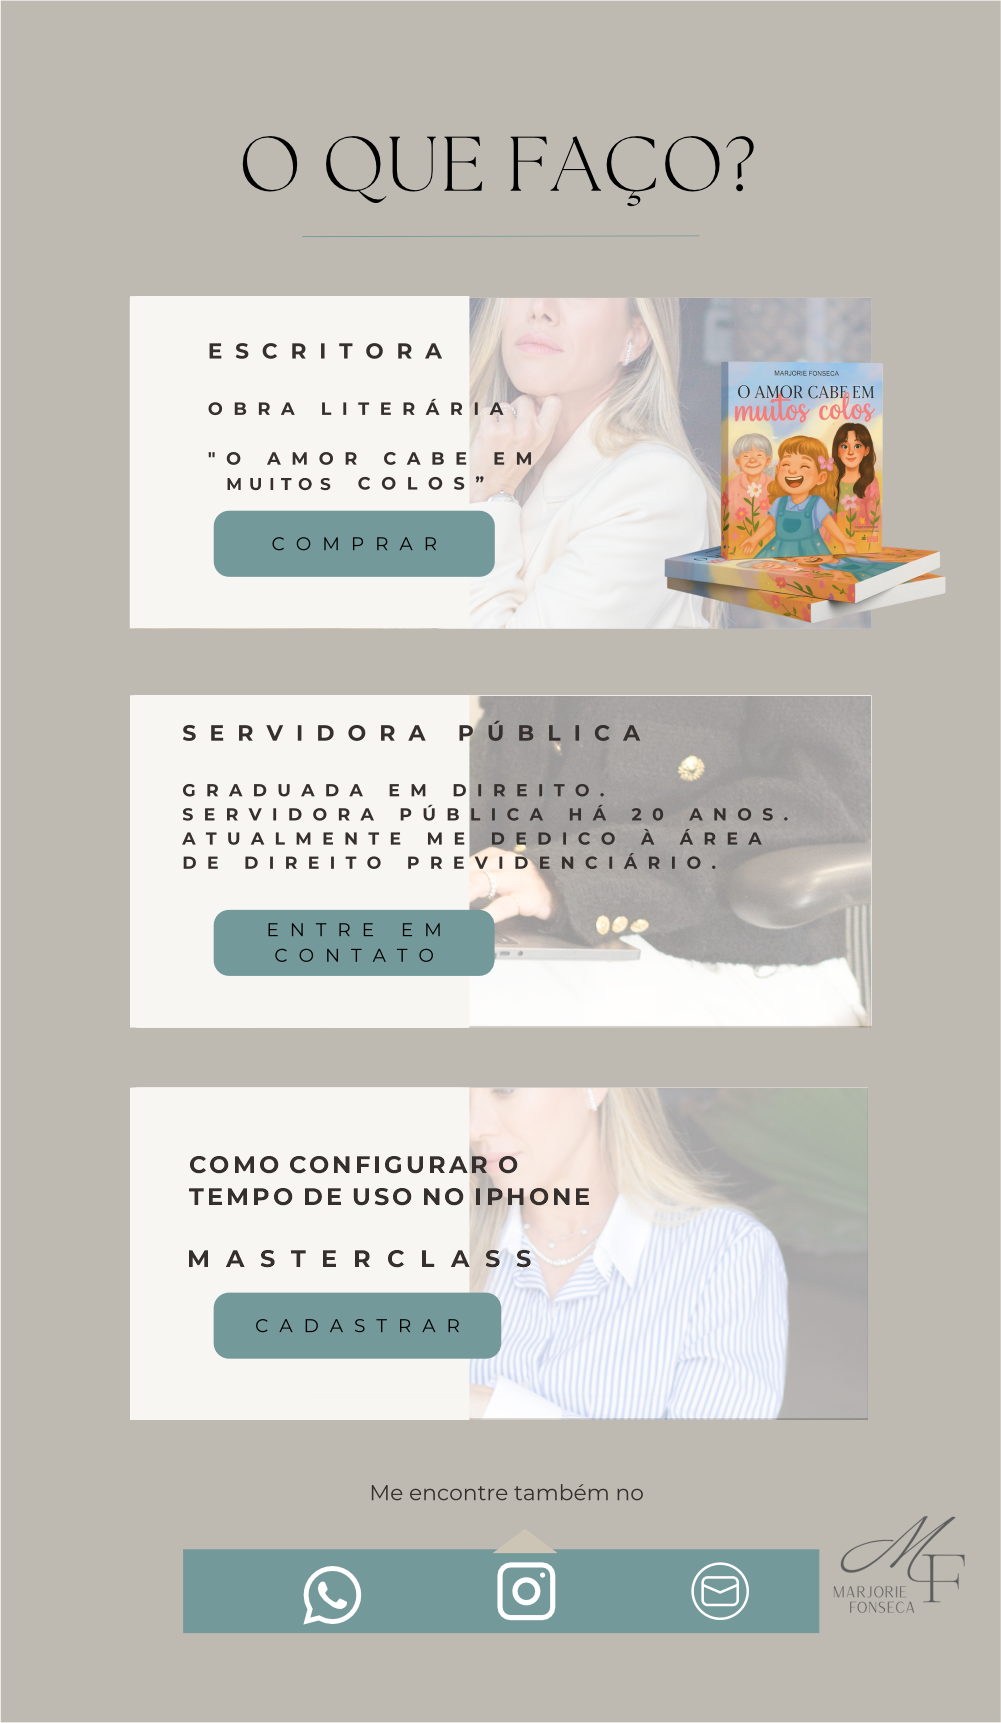 O QUE FAÇO?
ESCRITORA
OBRA LITERÁRIA
"O AMOR CABE EM
MUITOS COLOS”
COMPRAR
MARJORIE FONSECA
O AMOR CABE EM
muitos colos
SERVIDORA PÚBLICA
GRADUADA EM DIREITO.
SERVIDORA PÚBLICA HÁ 20 ANOS.
ATUALMENTE ME DEDICO À ÁREA
DE DIREITO PREVIDENCIÁRIO.
ENTRE EM
CONTATO
COMO CONFIGURAR O
TEMPO DE USO NO IPHONE
MASTERCLASS
CADASTRAR
Me encontre também no
MF
MARJORIE
FONSECA